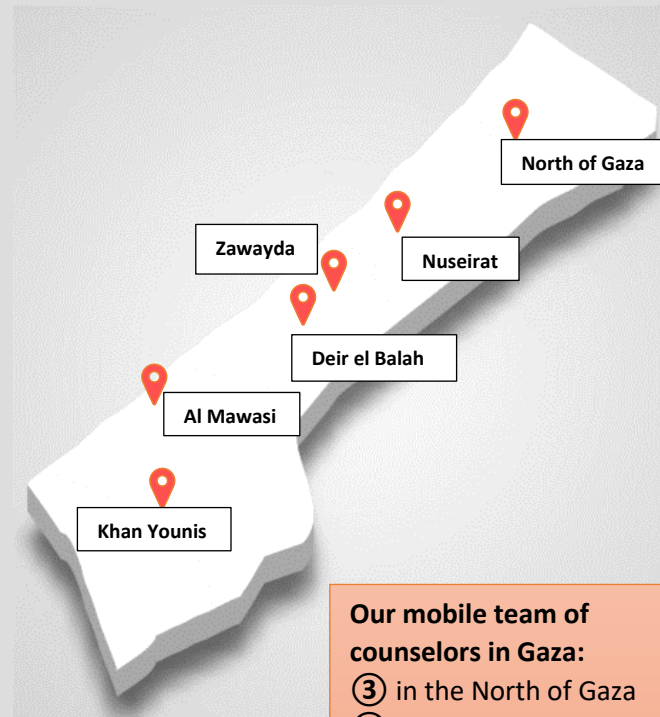 North of Gaza
Zawayda
Nuseirat
Deir el Balah
Al Mawasi
Khan Younis
Our mobile team of
counselors in Gaza:
③ in the North of Gaza